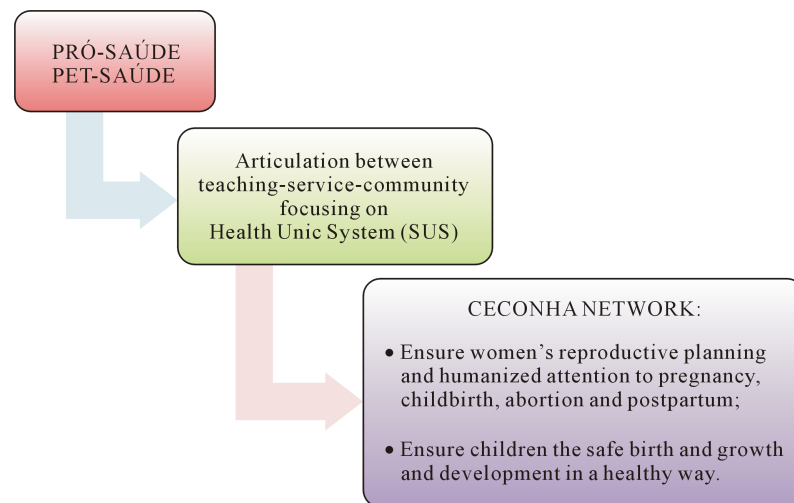 PRÓ-SAÚDE
PET-SAÚDE
Articulation between
teaching-service-community
focusing on
Health Unic System (SUS)
CECONHA NETWORK:
• Ensure women's reproductive planning
and humanized attention to pregnancy,
childbirth, abortion and postpartum;
• Ensure children the safe birth and growth
and development in a healthy way.